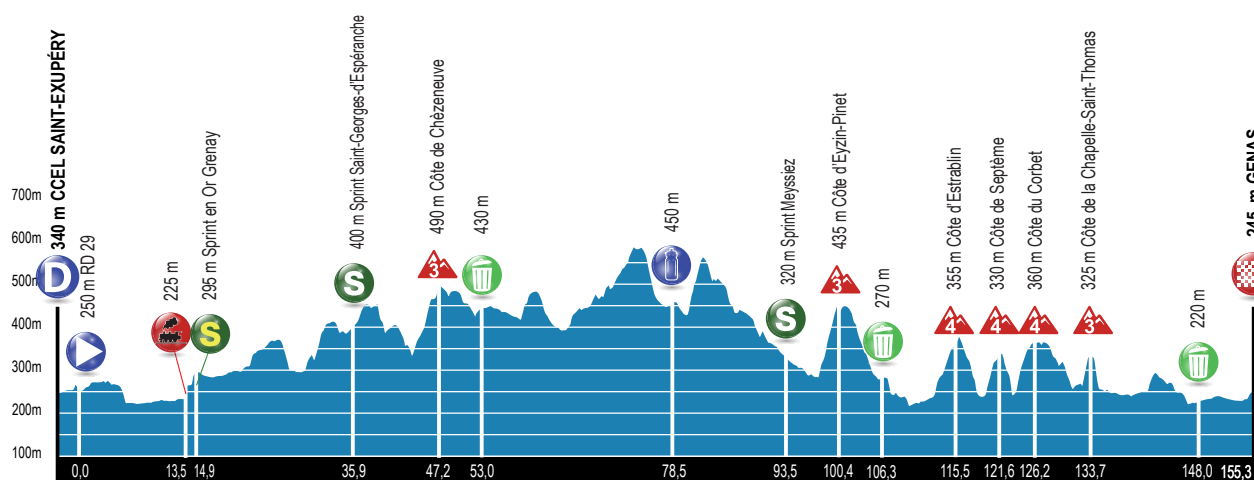 340 m CCEL SAINT-EXUPÉRY
250 m RD 29
225 m
295 m Sprint en Or Grenay
400 m Sprint Saint-Georges-d'Espéranche
490 m Côte de Chèzeneuve
430 m
450 m
320 m Sprint Meyssiez
435 m Côte d'Eyzin-Pinet
270 m
355 m Côte d'Estrablin
330 m Côte de Septème
360 m Côte du Corbet
325 m Côte de la Chapelle-Saint-Thomas
220 m
245 m GENAS
D
S
S
3
S
3
4
4
4
3
700m
600m
500m
400m
300m
200m
100m
0,0 13,5 14,9 35,9 47,2 53,0 78,5 93,5 100,4 106,3 115,5 121,6 126,2 133,7 148,0 155,3